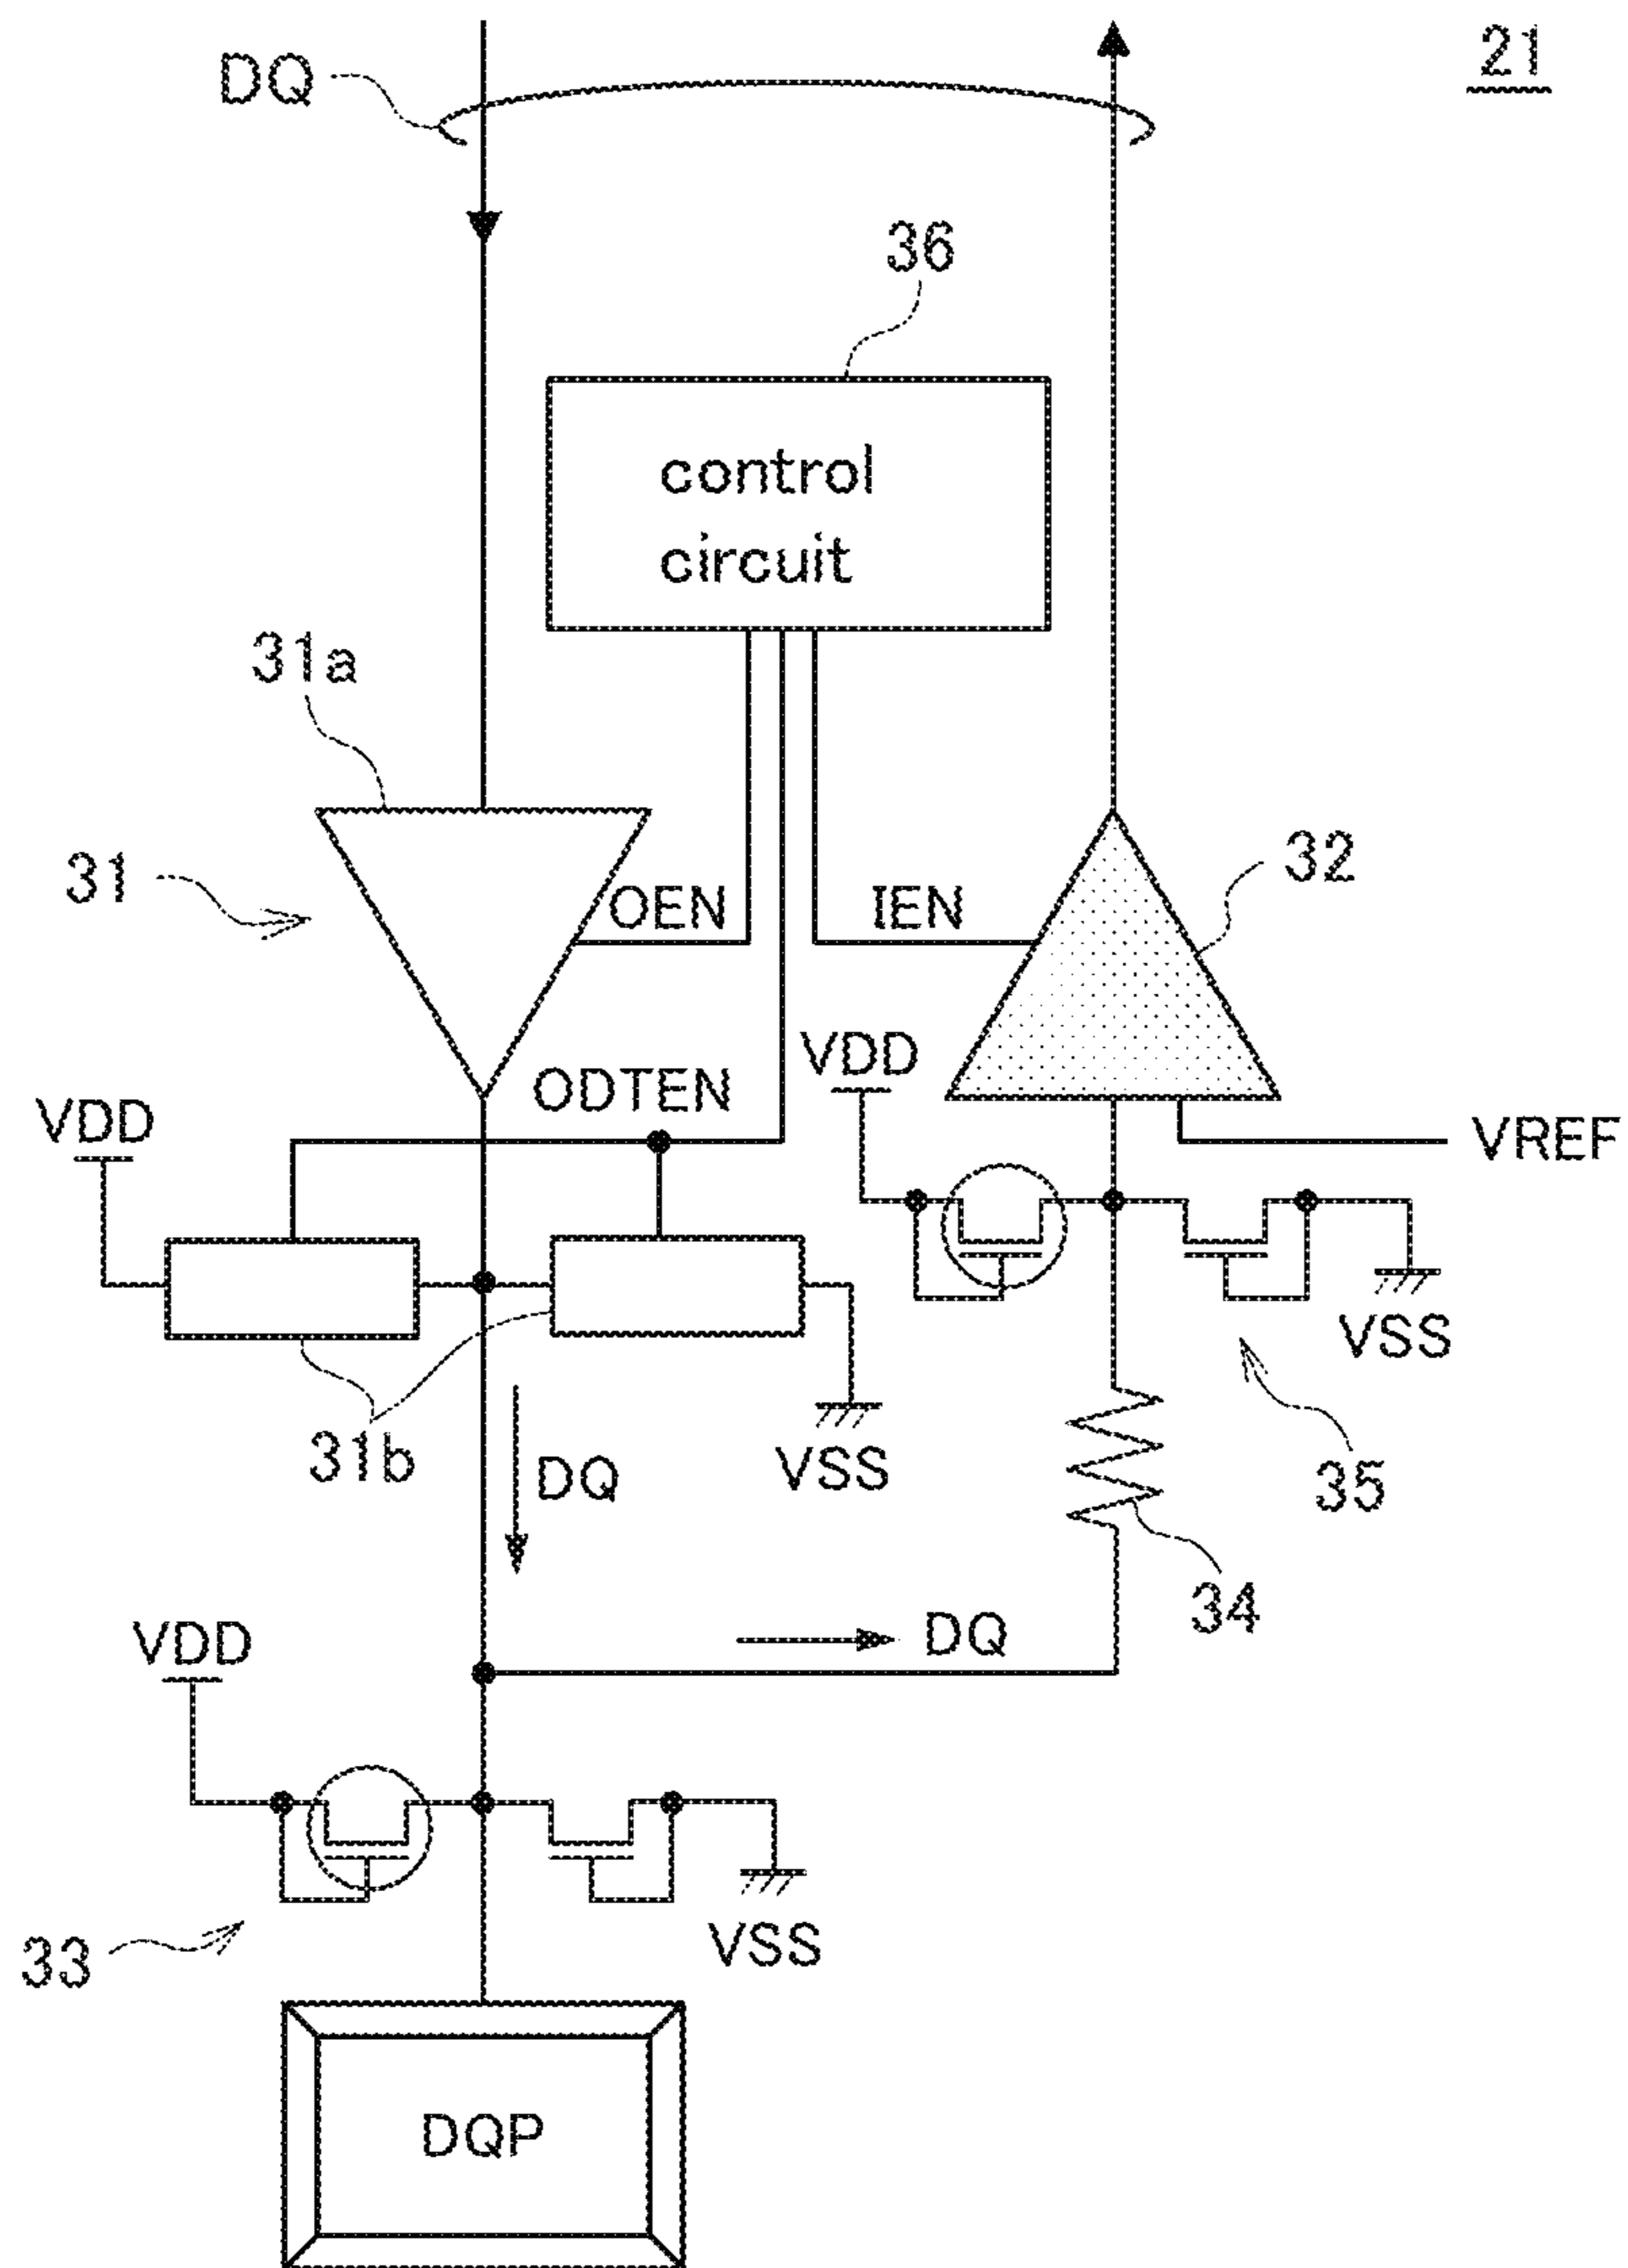 21
DQ
36
control
circuit
31a
31
OEN
IEN
32
VDD
ODTEN
VDD
VREF
VSS
31b
DQ
VSS
35
34
DQ
VDD
33
VSS
DQP